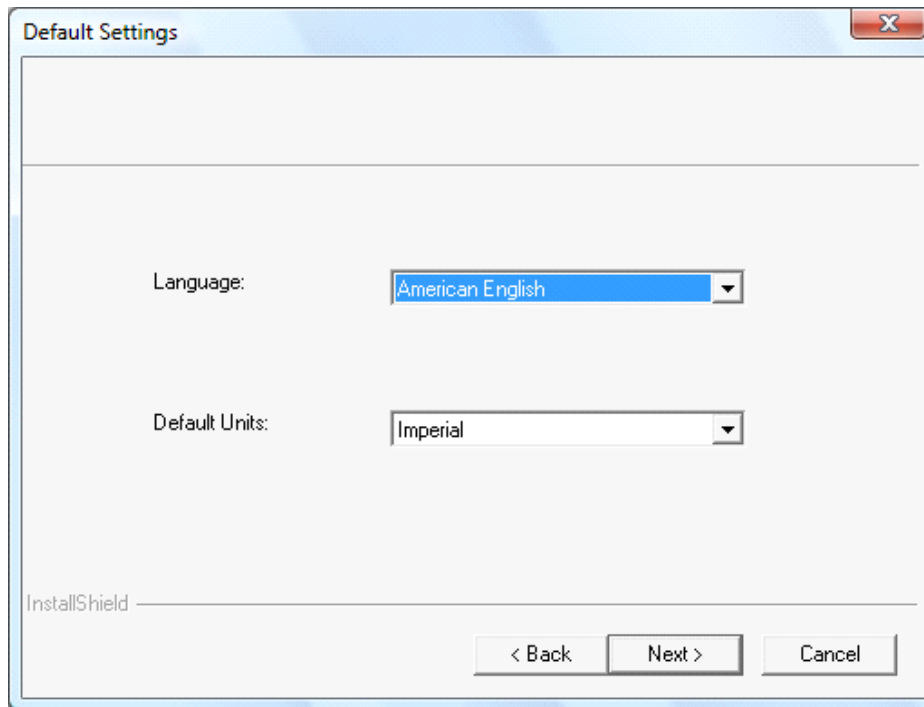 Default Settings
Language:
American English
Default Units:
Imperial
InstallShield
< Back
Next >
Cancel